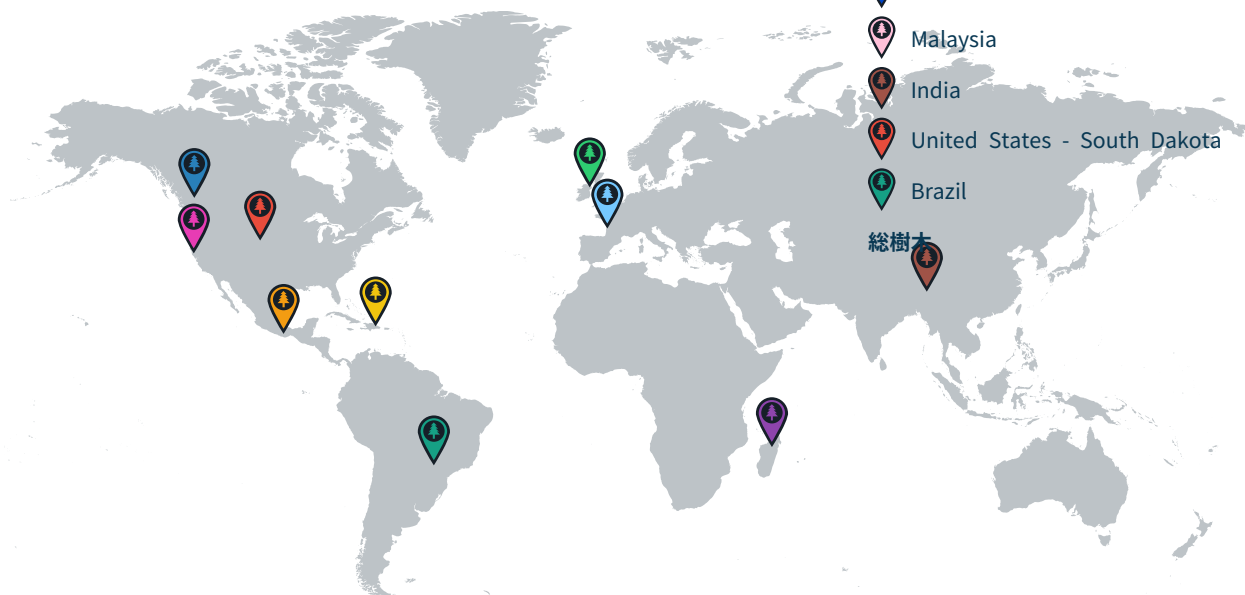 Malaysia
India
United States - South Dakota
Brazil
総樹木